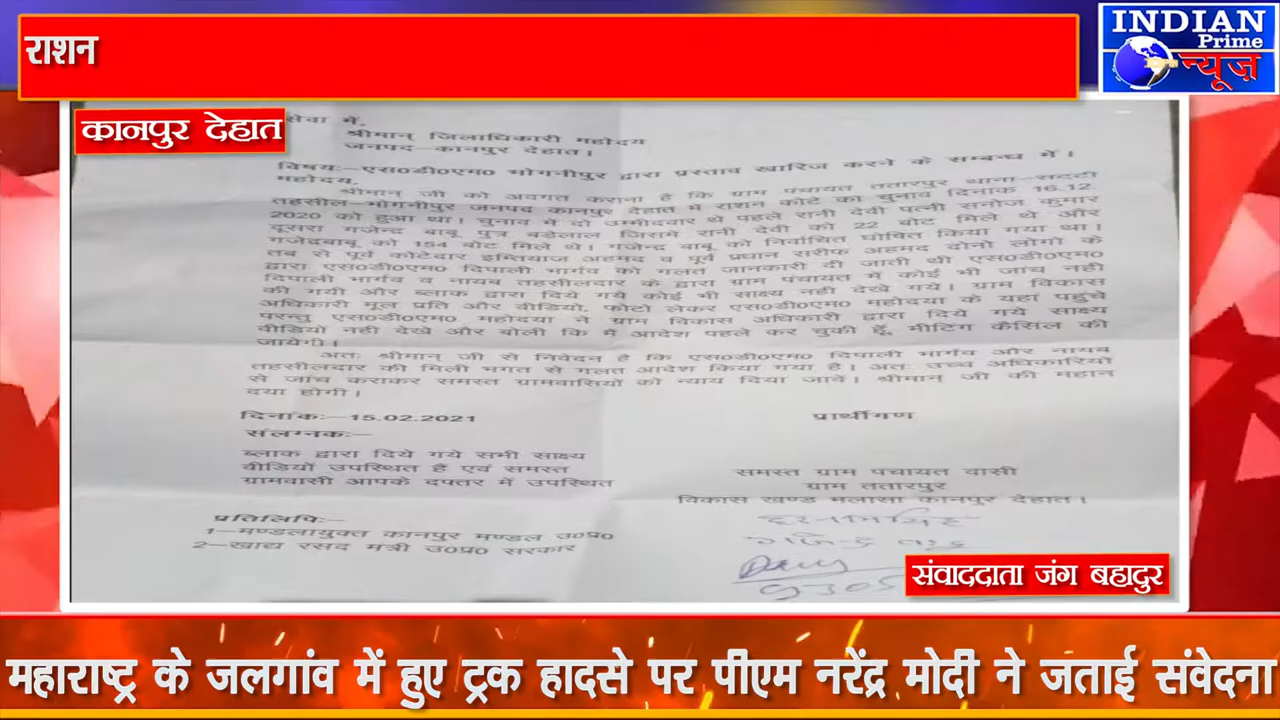 राशन
INDIAN
Prime
न्यूज़
कानपुर देहात
सेवा में,
श्रीमान् जिलाधिकारी महोदय
जनपद–कानपुर देहात।
विषयः–एस0डी0एम0 भोगनीपुर द्वारा प्रस्ताव खारिज करने के सम्बन्ध में।
महोदय,
श्रीमान् जी को अवगत कराना है कि ग्राम पंचायत ततारपुर थाना–सट्टी
तहसील–भोगनीपुर जनपद कानपुर देहात में राशन कोटे का चुनाव दिनांक 16.12.
2020 को हुआ था। चुनाव में दो उम्मीदवार थे पहले रानी देवी पत्नी सनोज कुमार
दूसरा गजेन्द्र बाबू पुत्र बडेलाल जिसमें रानी देवी को 22 बोट मिले थे और
गजेद्रबाबू को 154 बोट मिले थे। गजेन्द्र बाबू को निर्वाचित घोषित किया गया था।
तब से पूर्व कोटेदार इम्तियाज अहमद व पूर्व प्रधान सरीफ अहमद दोनो लोगो के
द्वारा एस0डी0एम0 दिपाली भार्गव को गलत जानकारी दी जाती थी एस0डी0एम0
दिपाली भार्गव व नायब तहसीलदार के द्वारा ग्राम पंचायत में कोई भी जांच नही
की गयी और ब्लाक द्वारा दिये गये कोई भी साक्ष्य नही देखे गये। ग्राम विकास
अधिकारी मूल प्रति और वीडियो, फोटो लेकर एस0डी0एम0 महोदया के यहां पहुंचे
परन्तु एस0डी0एम0 महोदया ने ग्राम विकास अधिकारी द्वारा दिये गये साक्ष्य
वीडियों नही देखे और बोली कि मै आदेश पहले कर चुकी हूँ, मीटिंग कैंसिल की
जायेगी।
अतः श्रीमान् जी से निवेदन है कि एस0डी0एम0 दिपाली भार्गव और नायब
तहसीलदार की मिली भगत से गलत आदेश किया गया है। अतः उच्च अधिकारियो
से जांच कराकर समस्त ग्रामवासियों को न्याय दिया जावें। श्रीमान् जी की महान
दया होगी।
दिनांकः–15.02.2021
प्रार्थीगण
संलग्नकः–
ब्लाक द्वारा दिये गये सभी साक्ष्य
वीडियों उपस्थित हैं एवं समस्त
ग्रामवासी आपके दफ्तर में उपस्थित
समस्त ग्राम पंचायत वासी
ग्राम ततारपुर
विकास खण्ड मलासा कानपुर देहात।
प्रतिलिपिः–
1–मण्डलायुक्त कानपुर मण्डल उ0प्र0
2–खाद्य रसद मंत्री उ0प्र0 सरकार
9305
संवाददाता जंग बहादुर
महाराष्ट्र के जलगांव में हुए ट्रक हादसे पर पीएम नरेंद्र मोदी ने जताई संवेदना